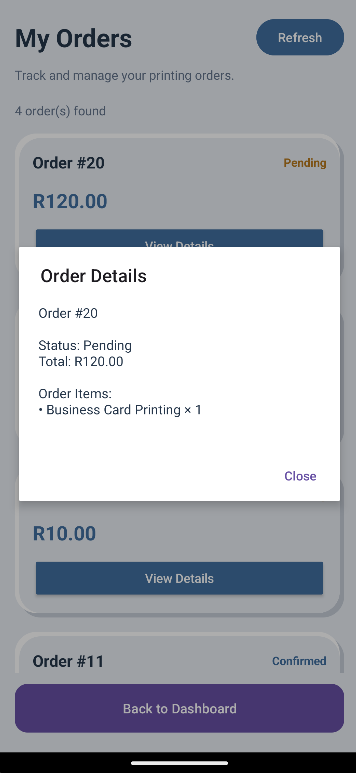 My Orders
Refresh
Track and manage your printing orders.
4 order(s) found
Order #20
Pending
R120.00
View Details
Order Details
Order #20
Status: Pending
Total: R120.00
Order Items:
• Business Card Printing × 1
Close
R10.00
View Details
Order #11
Confirmed
Back to Dashboard